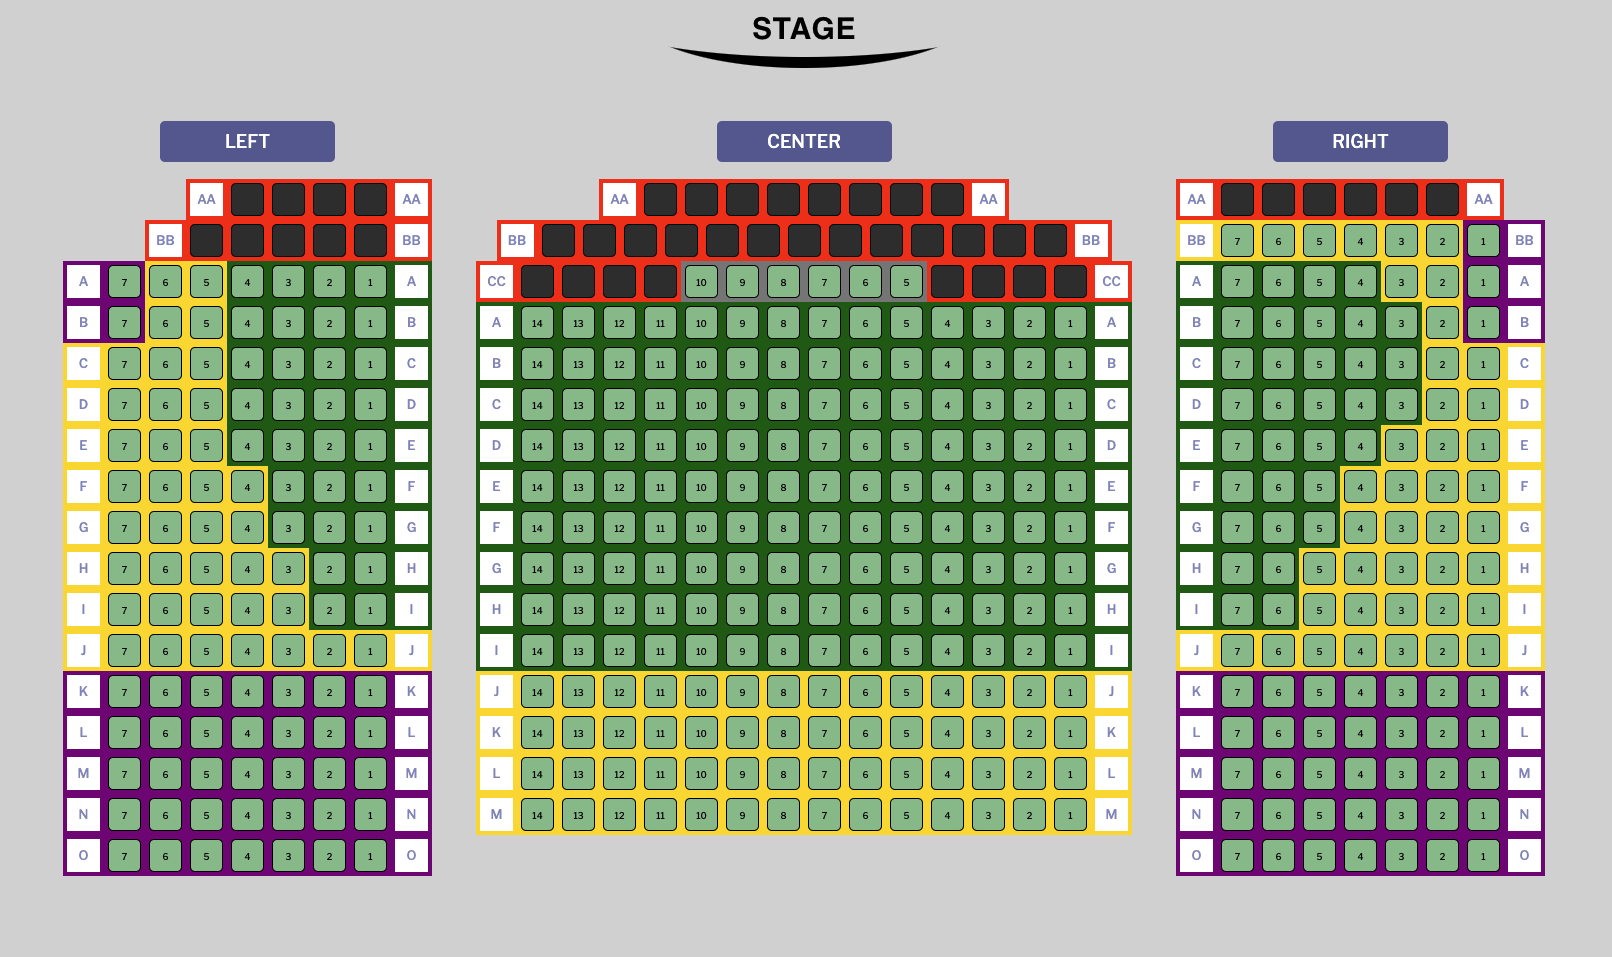 STAGE
LEFT CENTER RIGHT
AA AA AA AA AA AA
BB BB BB BB BB 7 6 5 4 3 2 1 BB
A 7 6 5 4 3 2 1 A CC 10 9 8 7 6 5 CC A 7 6 5 4 3 2 1 A
B 7 6 5 4 3 2 1 B A 14 13 12 11 10 9 8 7 6 5 4 3 2 1 A B 7 6 5 4 3 2 1 B
C 7 6 5 4 3 2 1 C B 14 13 12 11 10 9 8 7 6 5 4 3 2 1 B C 7 6 5 4 3 2 1 C
D 7 6 5 4 3 2 1 D C 14 13 12 11 10 9 8 7 6 5 4 3 2 1 C D 7 6 5 4 3 2 1 D
E 7 6 5 4 3 2 1 E D 14 13 12 11 10 9 8 7 6 5 4 3 2 1 D E 7 6 5 4 3 2 1 E
F 7 6 5 4 3 2 1 F E 14 13 12 11 10 9 8 7 6 5 4 3 2 1 E F 7 6 5 4 3 2 1 F
G 7 6 5 4 3 2 1 G F 14 13 12 11 10 9 8 7 6 5 4 3 2 1 F G 7 6 5 4 3 2 1 G
H 7 6 5 4 3 2 1 H G 14 13 12 11 10 9 8 7 6 5 4 3 2 1 G H 7 6 5 4 3 2 1 H
I 7 6 5 4 3 2 1 I H 14 13 12 11 10 9 8 7 6 5 4 3 2 1 H I 7 6 5 4 3 2 1 I
J 7 6 5 4 3 2 1 J I 14 13 12 11 10 9 8 7 6 5 4 3 2 1 I J 7 6 5 4 3 2 1 J
K 7 6 5 4 3 2 1 K J 14 13 12 11 10 9 8 7 6 5 4 3 2 1 J K 7 6 5 4 3 2 1 K
L 7 6 5 4 3 2 1 L K 14 13 12 11 10 9 8 7 6 5 4 3 2 1 K L 7 6 5 4 3 2 1 L
M 7 6 5 4 3 2 1 M L 14 13 12 11 10 9 8 7 6 5 4 3 2 1 L M 7 6 5 4 3 2 1 M
N 7 6 5 4 3 2 1 N M 14 13 12 11 10 9 8 7 6 5 4 3 2 1 M N 7 6 5 4 3 2 1 N
O 7 6 5 4 3 2 1 O O 7 6 5 4 3 2 1 O